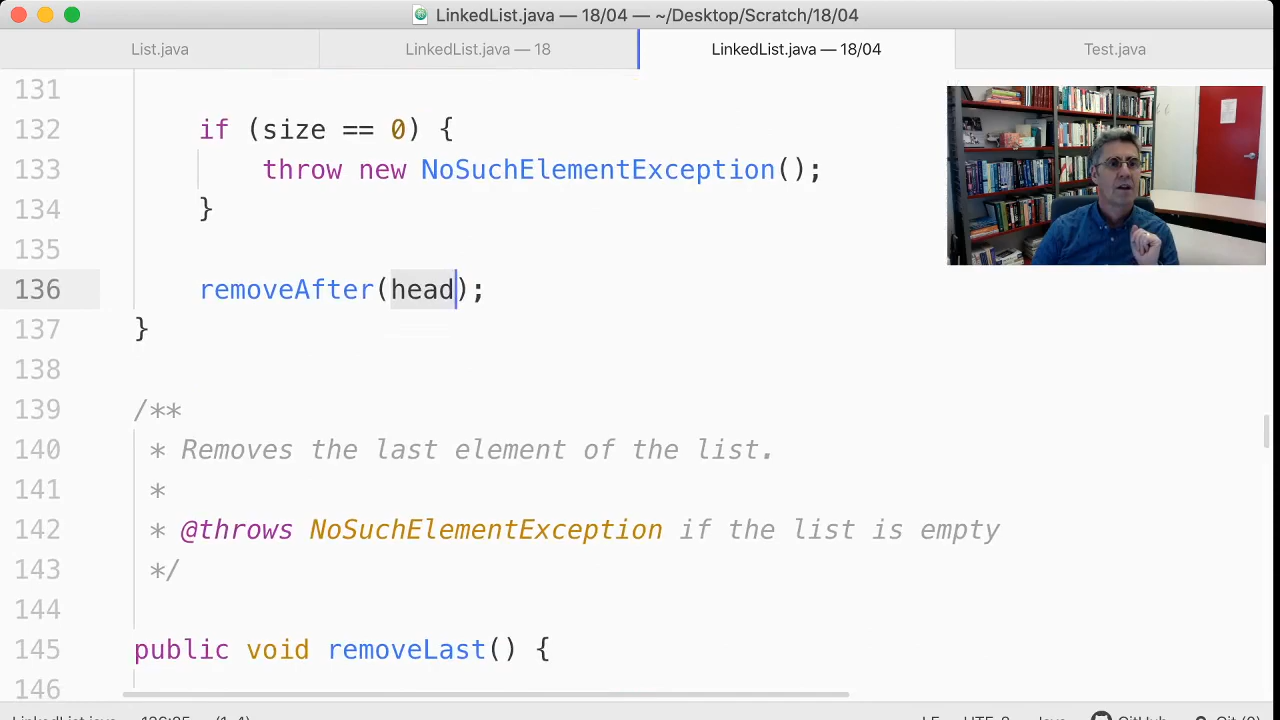 LinkedList.java — 18/04 — ~/Desktop/Scratch/18/04
List.java
LinkedList.java — 18
LinkedList.java — 18/04
Test.java
131
132 if (size == 0) {
133 throw new NoSuchElementException();
134 }
135
136 removeAfter(head);
137 }
138
139 /**
140 * Removes the last element of the list.
141 *
142 * @throws NoSuchElementException if the list is empty
143 */
144
145 public void removeLast() {
146